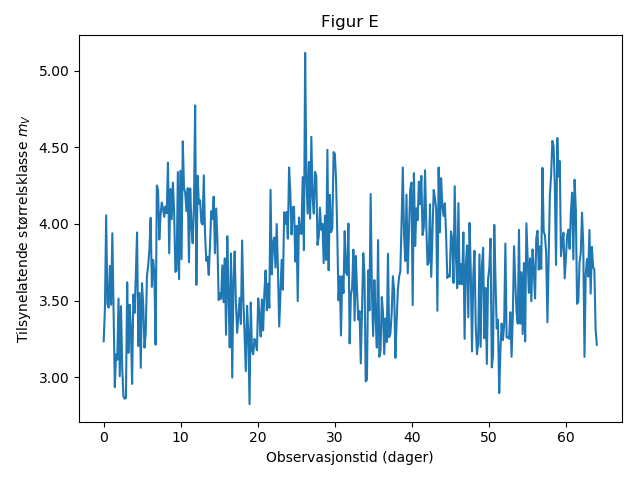 Figur E
Tilsynelatende størrelsesklasse $m_V$
5.00
4.50
4.00
3.50
3.00
0 10 20 30 40 50 60
Observasjonstid (dager)